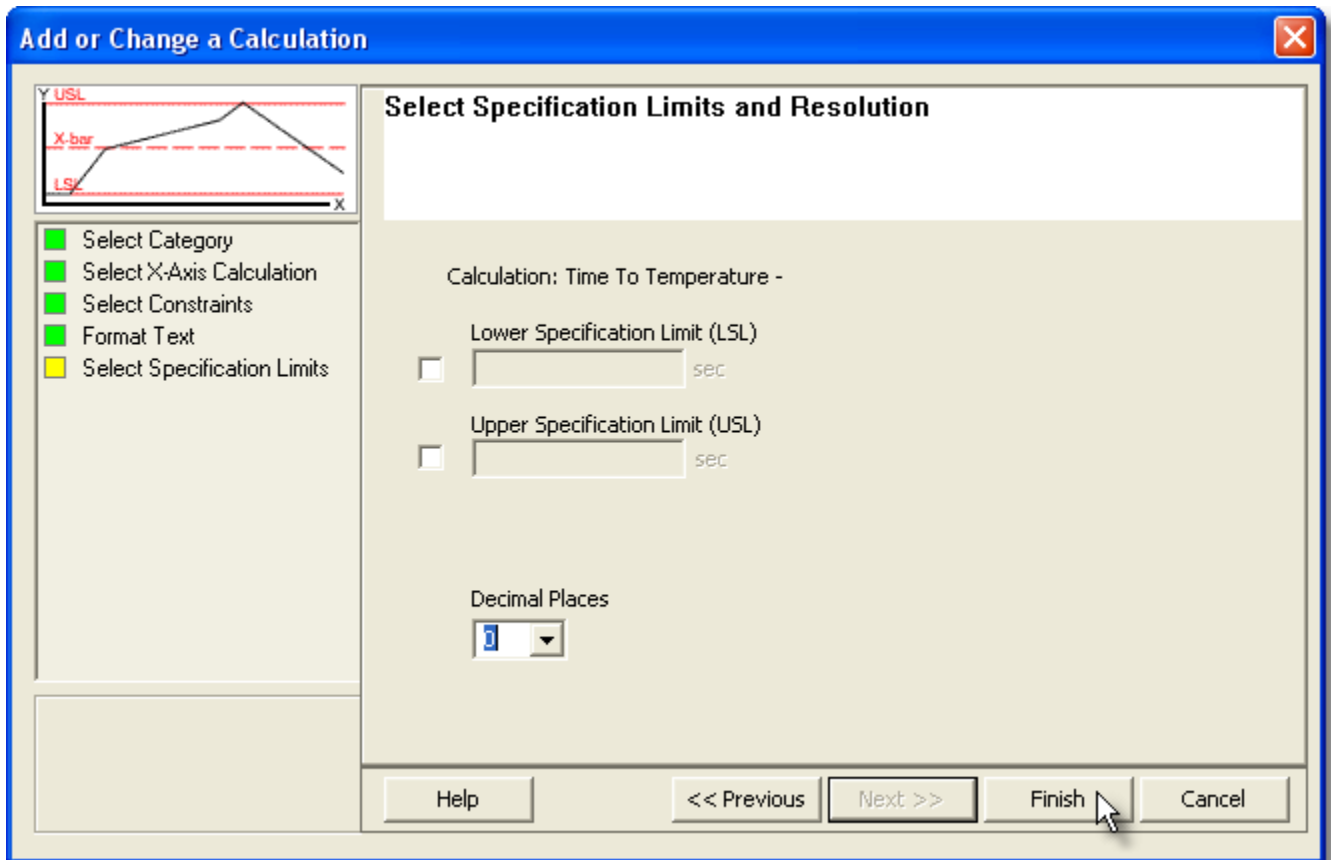 Add or Change a Calculation
Y USL
X-bar
LSL
X
Select Category
Select X-Axis Calculation
Select Constraints
Format Text
Select Specification Limits
Select Specification Limits and Resolution
Calculation: Time To Temperature -
Lower Specification Limit (LSL)
sec
Upper Specification Limit (USL)
sec
Decimal Places
0
Help
<< Previous
Next >>
Finish
Cancel